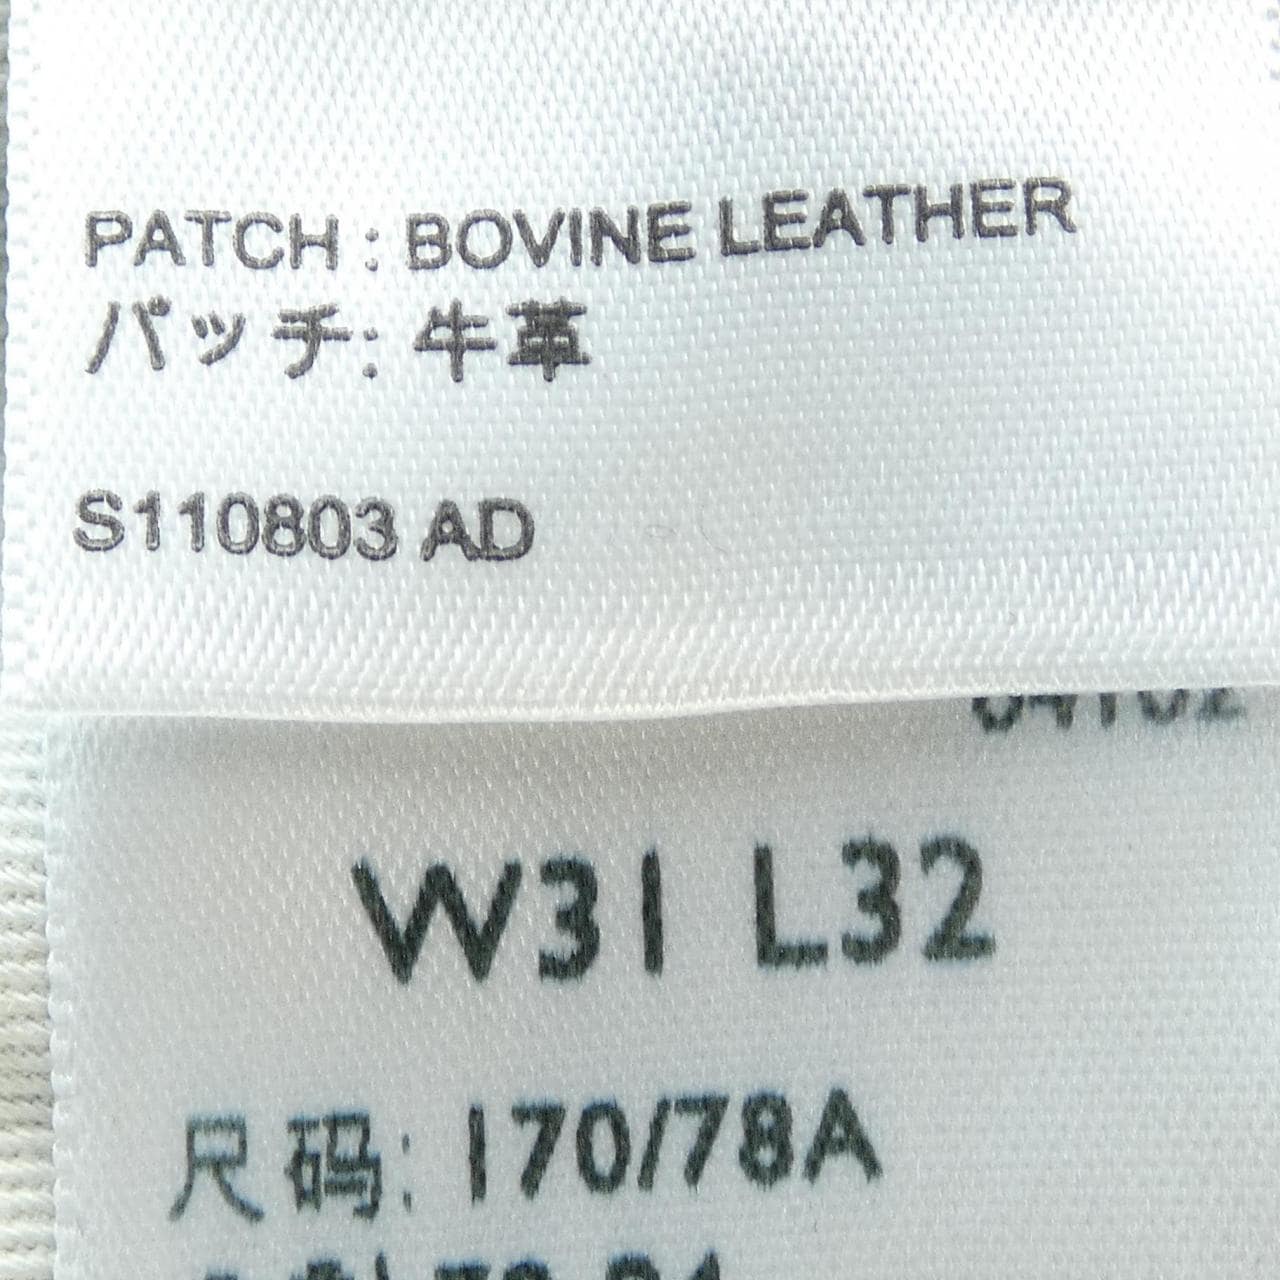 PATCH : BOVINE LEATHER
パッチ: 牛革
S110803 AD
W31 L32
尺码: 170/78A